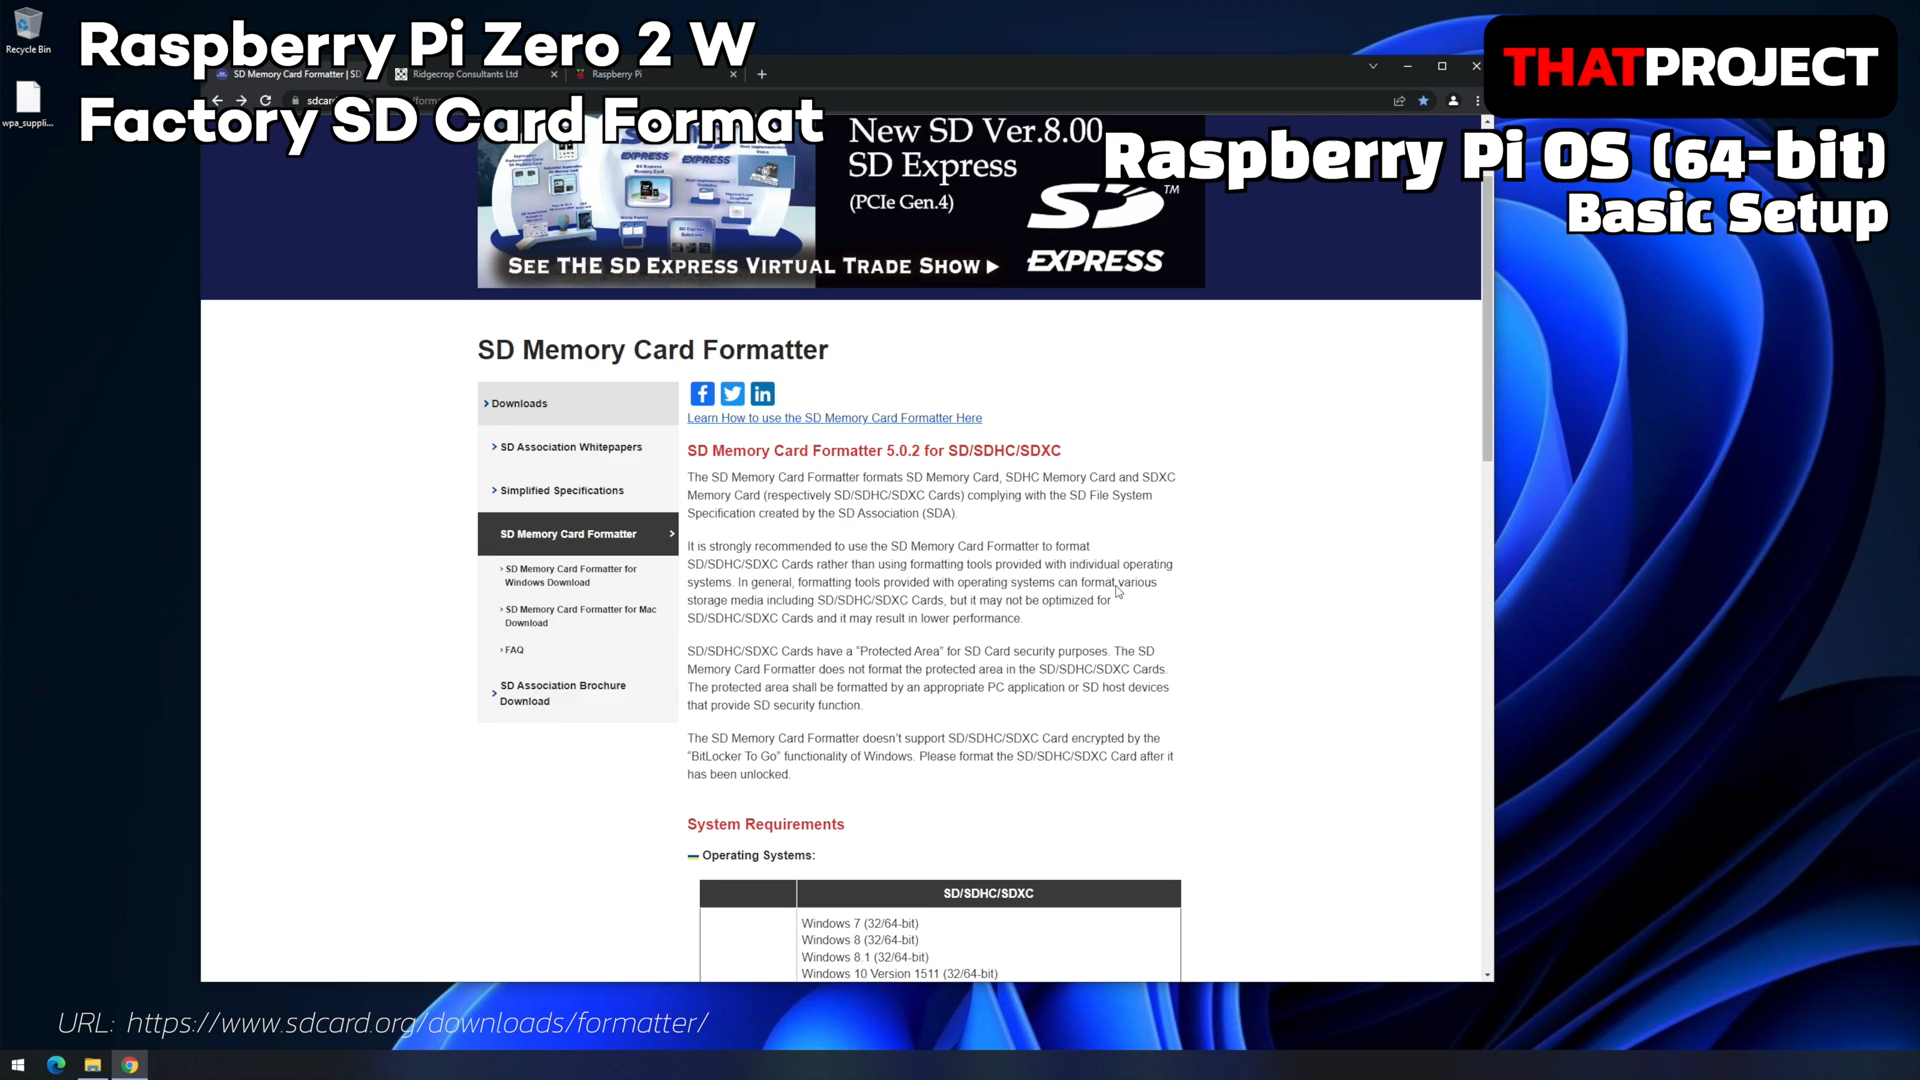 Raspberry Pi Zero 2 W
Factory SD Card Format
THATPROJECT
Raspberry Pi OS (64-bit)
Basic Setup
Recycle Bin
wpa_suppli...
SD Memory Card Formatter | SD
Ridgecrop Consultants Ltd
Raspberry Pi
New SD Ver.8.00
SD Express
(PCIe Gen.4)
SD™
EXPRESS
SEE THE SD EXPRESS VIRTUAL TRADE SHOW ▶
SD Memory Card Formatter
Downloads
SD Association Whitepapers
Simplified Specifications
SD Memory Card Formatter
SD Memory Card Formatter for
Windows Download
SD Memory Card Formatter for Mac
Download
FAQ
SD Association Brochure
Download
Learn How to use the SD Memory Card Formatter Here
SD Memory Card Formatter 5.0.2 for SD/SDHC/SDXC
The SD Memory Card Formatter formats SD Memory Card, SDHC Memory Card and SDXC
Memory Card (respectively SD/SDHC/SDXC Cards) complying with the SD File System
Specification created by the SD Association (SDA).
It is strongly recommended to use the SD Memory Card Formatter to format
SD/SDHC/SDXC Cards rather than using formatting tools provided with individual operating
systems. In general, formatting tools provided with operating systems can format various
storage media including SD/SDHC/SDXC Cards, but it may not be optimized for
SD/SDHC/SDXC Cards and it may result in lower performance.
SD/SDHC/SDXC Cards have a “Protected Area” for SD Card security purposes. The SD
Memory Card Formatter does not format the protected area in the SD/SDHC/SDXC Cards.
The protected area shall be formatted by an appropriate PC application or SD host devices
that provide SD security function.
The SD Memory Card Formatter doesn’t support SD/SDHC/SDXC Card encrypted by the
“BitLocker To Go” functionality of Windows. Please format the SD/SDHC/SDXC Card after it
has been unlocked.
System Requirements
Operating Systems:
SD/SDHC/SDXC
Windows 7 (32/64-bit)
Windows 8 (32/64-bit)
Windows 8.1 (32/64-bit)
Windows 10 Version 1511 (32/64-bit)
URL: https://www.sdcard.org/downloads/formatter/